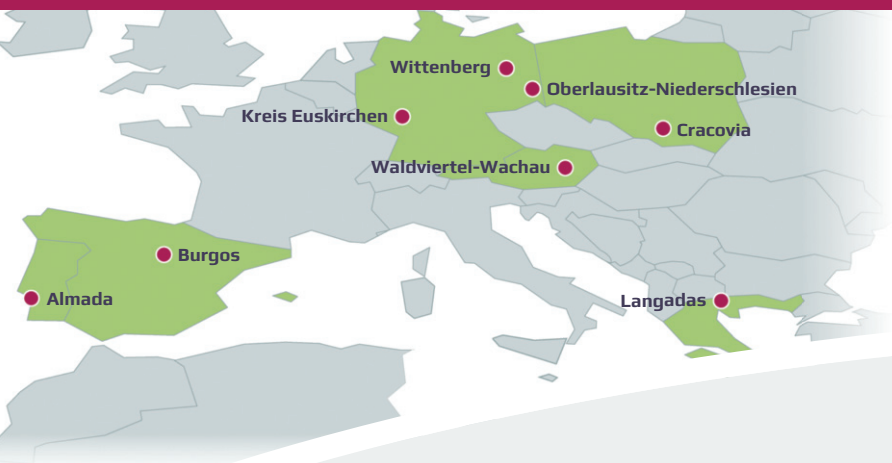 Wittenberg
Oberlausitz-Niederschlesien
Kreis Euskirchen
Cracovia
Waldviertel-Wachau
Burgos
Almada
Langadas